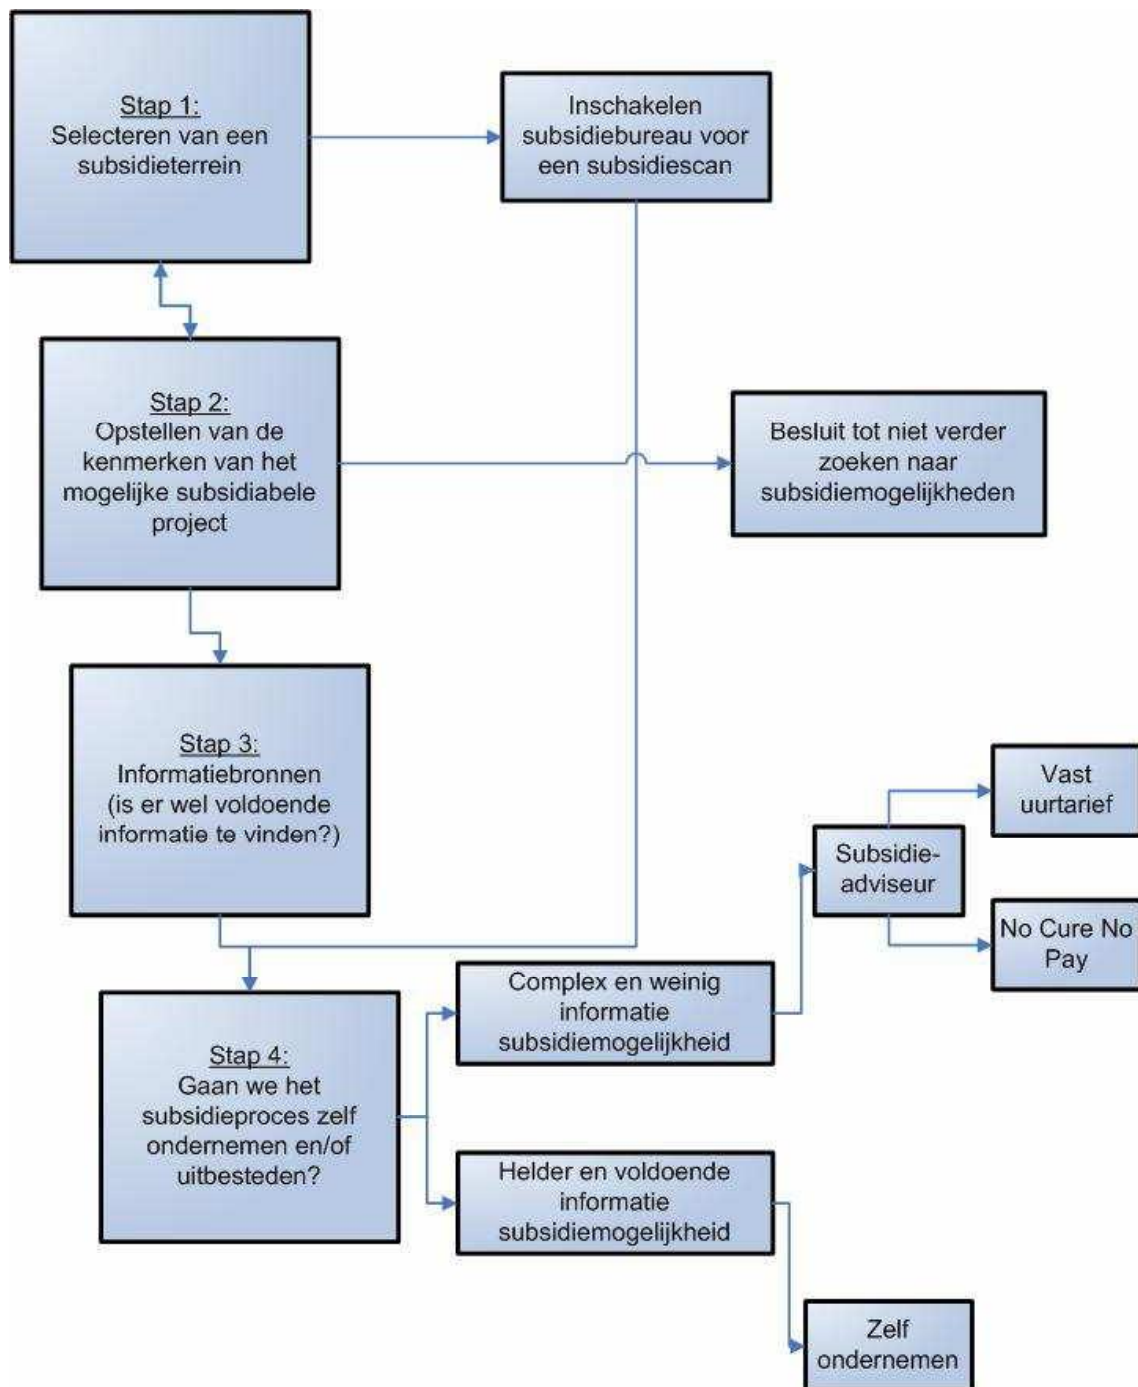 Stap 1:
Selecteren van een
subsidieterrein
Inschakelen
subsidiebureau voor
een subsidiescan
Stap 2:
Opstellen van de
kenmerken van het
mogelijke subsidiabele
project
Besluit tot niet verder
zoeken naar
subsidiemogelijkheden
Stap 3:
Informatiebronnen
(is er wel voldoende
informatie te vinden?)
Vast
uurtarief
Subsidie-
adviseur
No Cure No
Pay
Complex en weinig
informatie
subsidiemogelijkheid
Stap 4:
Gaan we het
subsidieproces zelf
ondernemen en/of
uitbesteden?
Helder en voldoende
informatie
subsidiemogelijkheid
Zelf
ondernemen